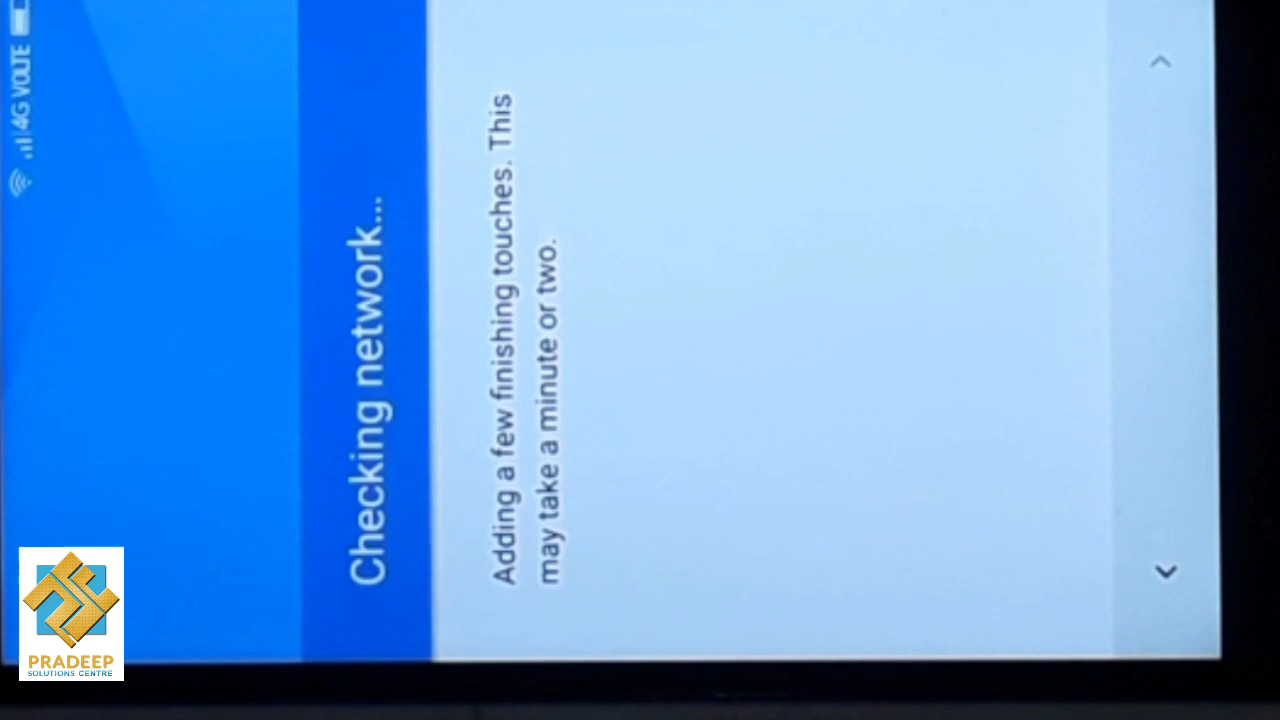 4G VOLTE
Checking network...
Adding a few finishing touches. This
may take a minute or two.
PRADEEP
SOLUTIONS CENTRE